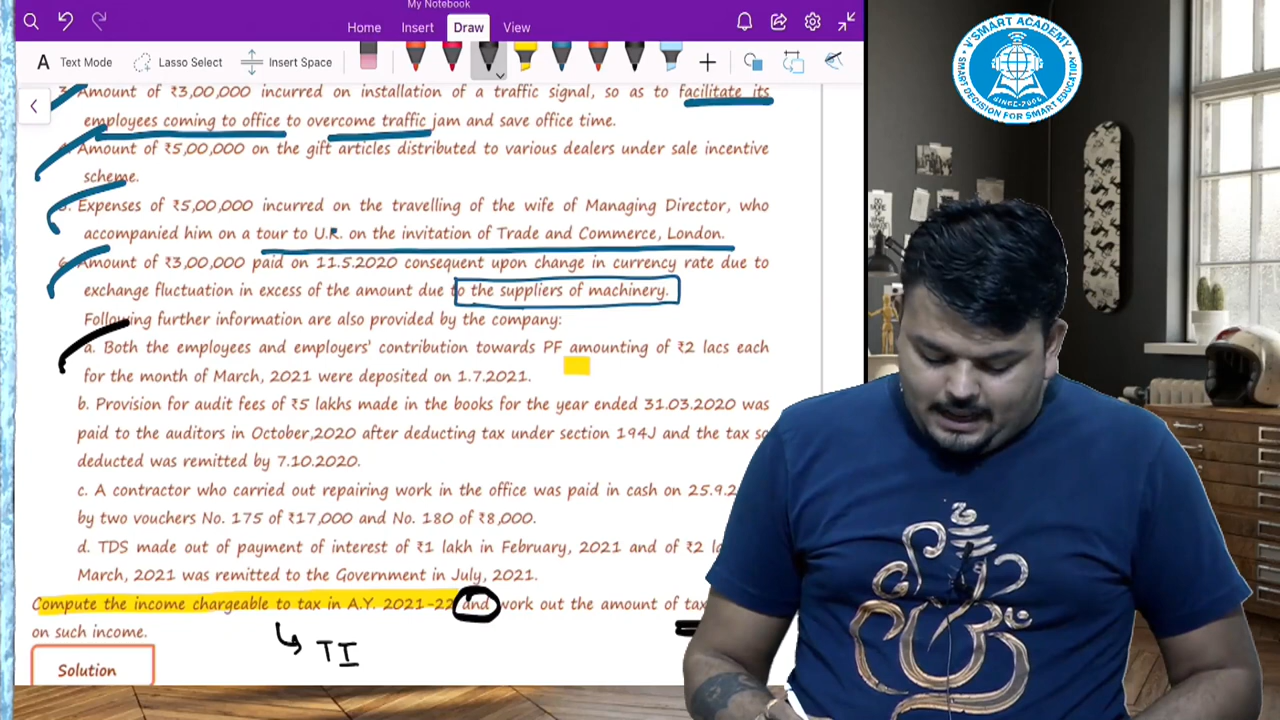 My Notebook
Home Insert Draw View
Text Mode Lasso Select Insert Space
3. Amount of ₹3,00,000 incurred on installation of a traffic signal, so as to facilitate its
employees coming to office to overcome traffic jam and save office time.
Amount of ₹5,00,000 on the gift articles distributed to various dealers under sale incentive
scheme.
Expenses of ₹5,00,000 incurred on the travelling of the wife of Managing Director, who
accompanied him on a tour to U.K. on the invitation of Trade and Commerce, London.
Amount of ₹3,00,000 paid on 11.5.2020 consequent upon change in currency rate due to
exchange fluctuation in excess of the amount due to the suppliers of machinery.
Following further information are also provided by the company:
a. Both the employees and employers' contribution towards PF amounting of ₹2 lacs each
for the month of March, 2021 were deposited on 1.7.2021.
b. Provision for audit fees of ₹5 lakhs made in the books for the year ended 31.03.2020 was
paid to the auditors in October,2020 after deducting tax under section 194J and the tax so
deducted was remitted by 7.10.2020.
c. A contractor who carried out repairing work in the office was paid in cash on 25.9.2
by two vouchers No. 175 of ₹17,000 and No. 180 of ₹8,000.
d. TDS made out of payment of interest of ₹1 lakh in February, 2021 and of ₹2
March, 2021 was remitted to the Government in July, 2021.
Compute the income chargeable to tax in A.Y. 2021-22 and work out the amount of tax
on such income.
TI
Solution
V'SMART ACADEMY
SMART DECISION FOR SMART EDUCATION